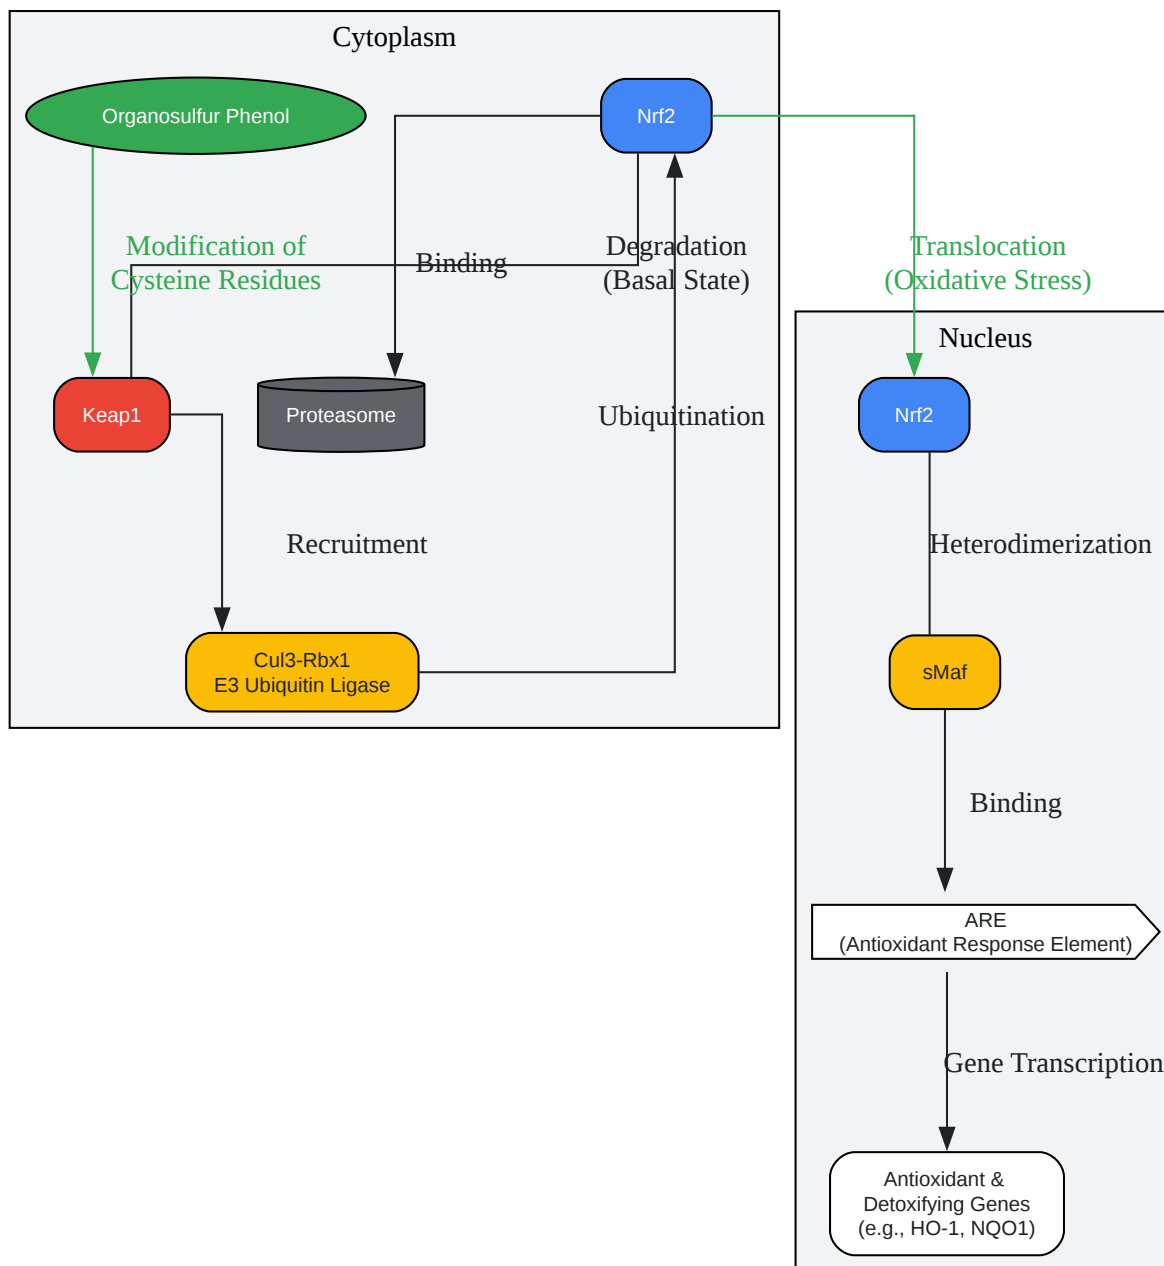 Cytoplasm
Organosulfur Phenol
Nrf2
Modification of
Cysteine Residues
Binding
Degradation
(Basal State)
Translocation
(Oxidative Stress)
Nucleus
Keap1
Proteasome
Ubiquitination
Nrf2
Recruitment
Heterodimerization
Cul3-Rbx1
E3 Ubiquitin Ligase
sMaf
Binding
ARE
(Antioxidant Response Element)
Gene Transcription
Antioxidant &
Detoxifying Genes
(e.g., HO-1, NQO1)